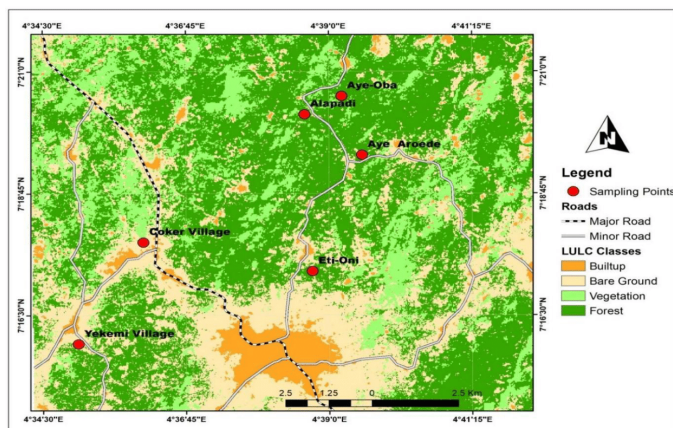 4°34'30"E 4°36'45"E 4°39'0"E 4°41'15"E
7°21'0"N 7°21'0"N
Aye-Oba
Alapadi
Aye Aroede
N
Legend
Sampling Points
7°18'45"N 7°18'45"N
Roads
Major Road
Minor Road
Coker Village
LULC Classes
Eti-Oni
Builtup
Bare Ground
Vegetation
Forest
7°16'30"N 7°16'30"N
Yekemi Village
2.5 1.25 0 2.5 Km
4°34'30"E 4°36'45"E 4°39'0"E 4°41'15"E